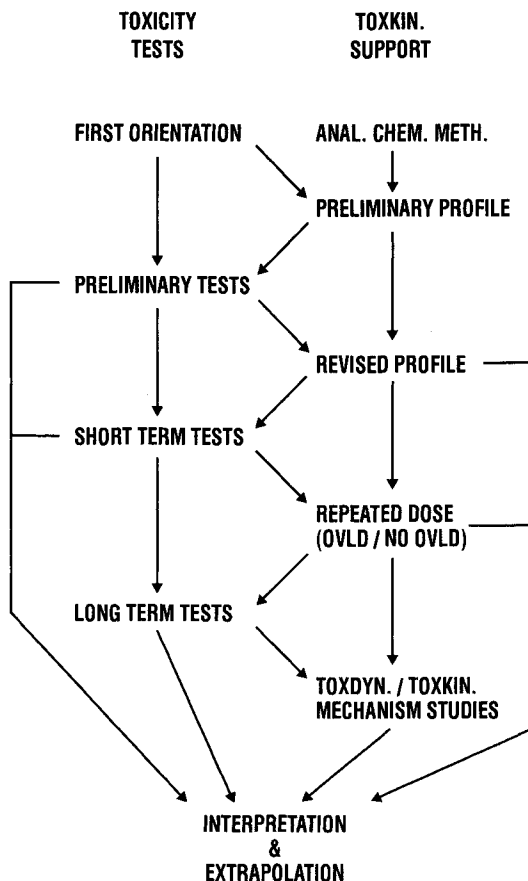 TOXICITY
TESTS
TOXKIN.
SUPPORT
FIRST ORIENTATION
ANAL. CHEM. METH.
PRELIMINARY PROFILE
PRELIMINARY TESTS
REVISED PROFILE
SHORT TERM TESTS
REPEATED DOSE
(OVLD / NO OVLD)
LONG TERM TESTS
TOXDYN. / TOXKIN.
MECHANISM STUDIES
INTERPRETATION
&
EXTRAPOLATION